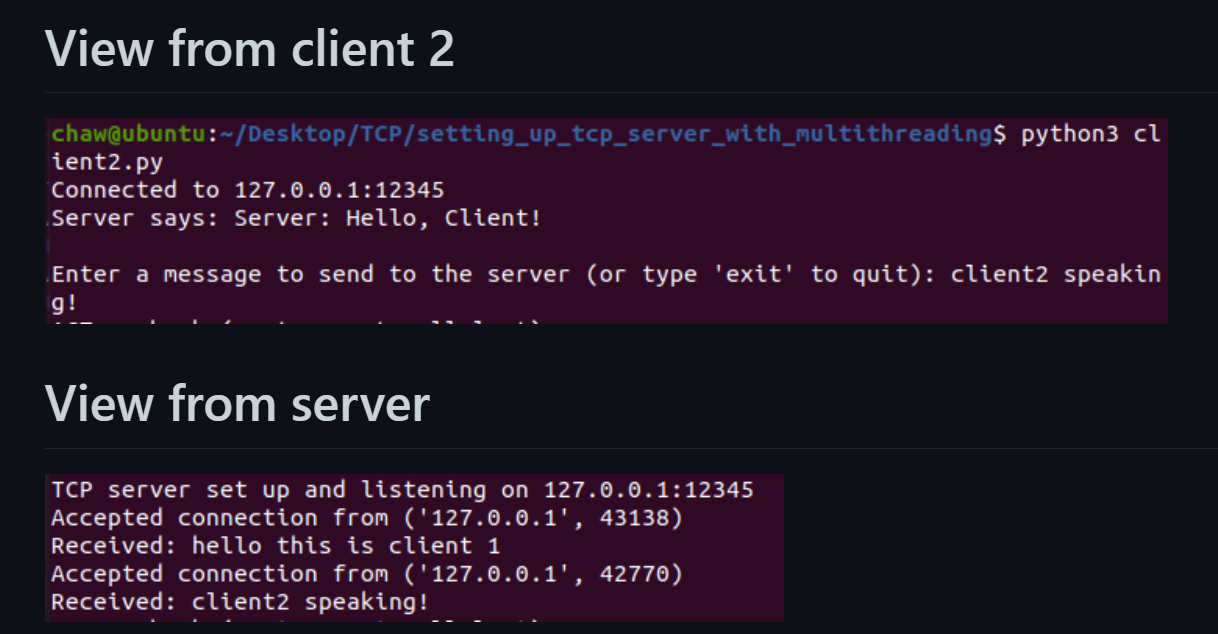 View from client 2
chaw@ubuntu:~/Desktop/TCP/setting_up_tcp_server_with_multithreading$ python3 cl
ient2.py
Connected to 127.0.0.1:12345
Server says: Server: Hello, Client!
Enter a message to send to the server (or type 'exit' to quit): client2 speakin
g!
View from server
TCP server set up and listening on 127.0.0.1:12345
Accepted connection from ('127.0.0.1', 43138)
Received: hello this is client 1
Accepted connection from ('127.0.0.1', 42770)
Received: client2 speaking!